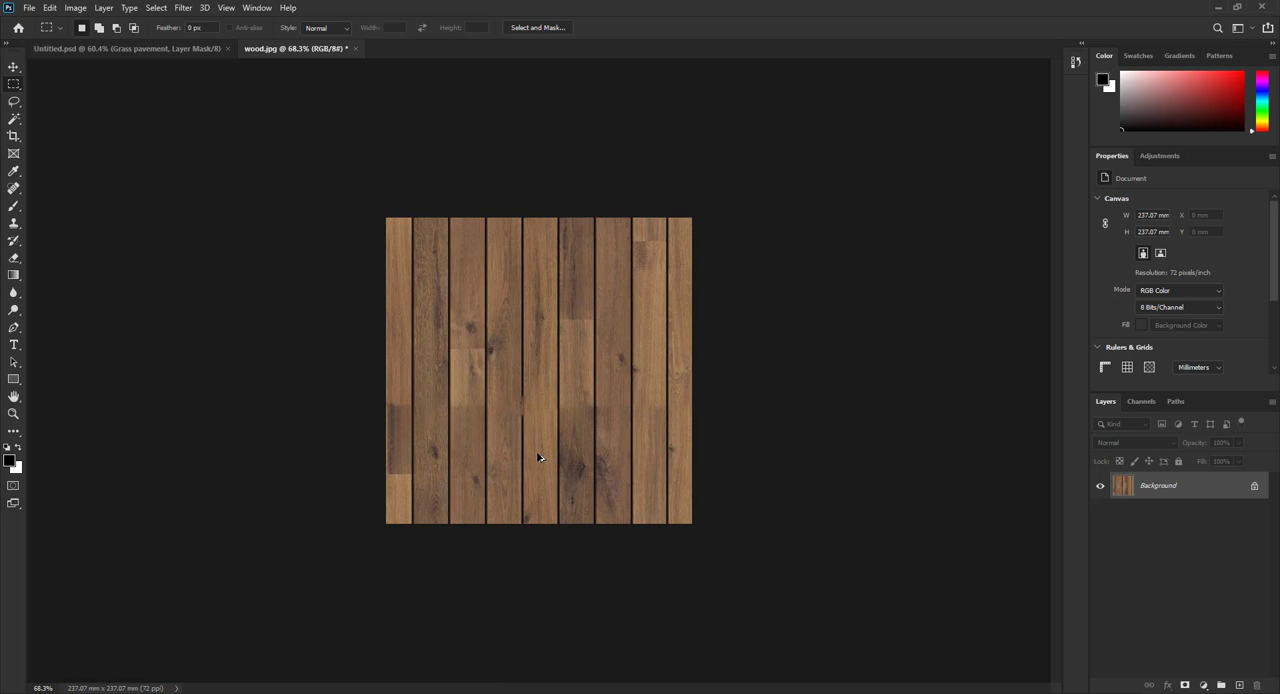 Ps File Edit Image Layer Type Select Filter 3D View Window Help
Feather: 0 px Anti-alias Style: Normal Width: Height: Select and Mask...
Untitled.psd @ 60.4% (Grass pavement, Layer Mask/8) × wood.jpg @ 68.3% (RGB/8#) * ×
Color Swatches Gradients Patterns
Properties Adjustments
Document
Canvas
W 237.07 mm X 0 mm
H 237.07 mm Y 0 mm
Resolution: 72 pixels/inch
Mode RGB Color
8 Bits/Channel
Fill Background Color
Rulers & Grids
Millimeters
Layers Channels Paths
Kind
Normal Opacity: 100%
Lock: Fill: 100%
Background
68.3% 237.07 mm x 237.07 mm (72 ppi)